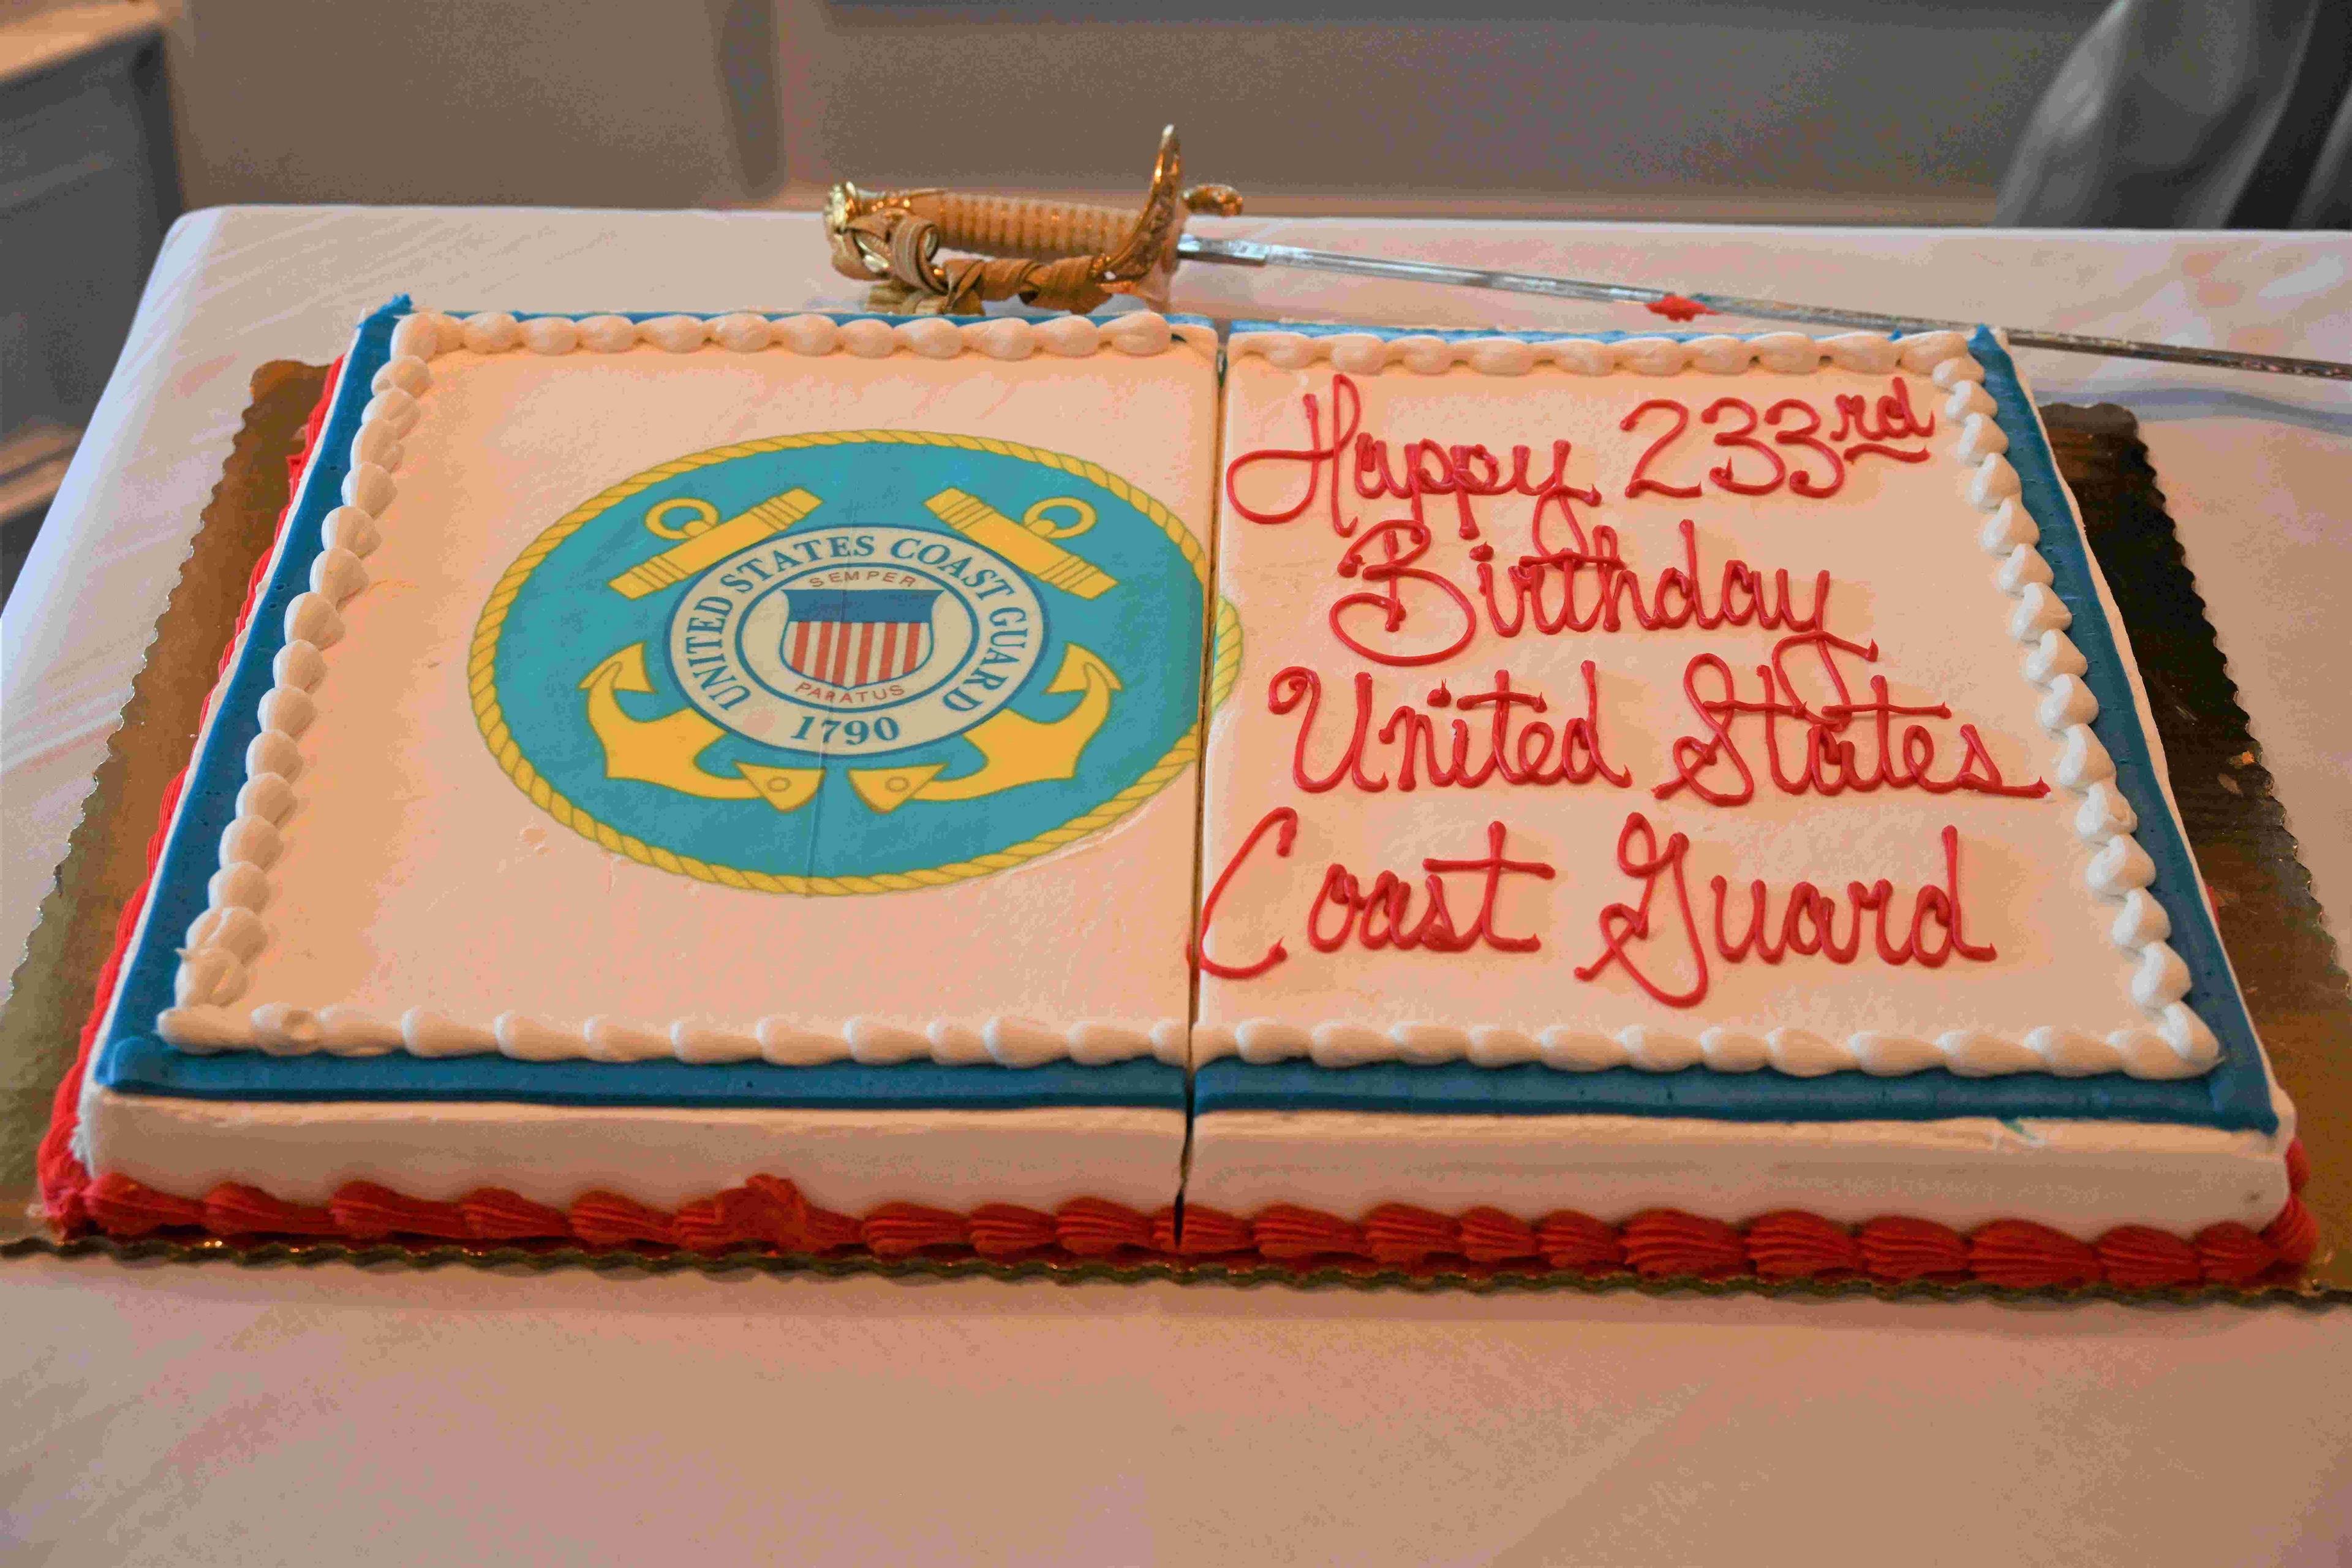 UNITED STATES COAST GUARD
SEMPER
PARATUS
1790
Happy 233rd
Birthday
United States
Coast Guard